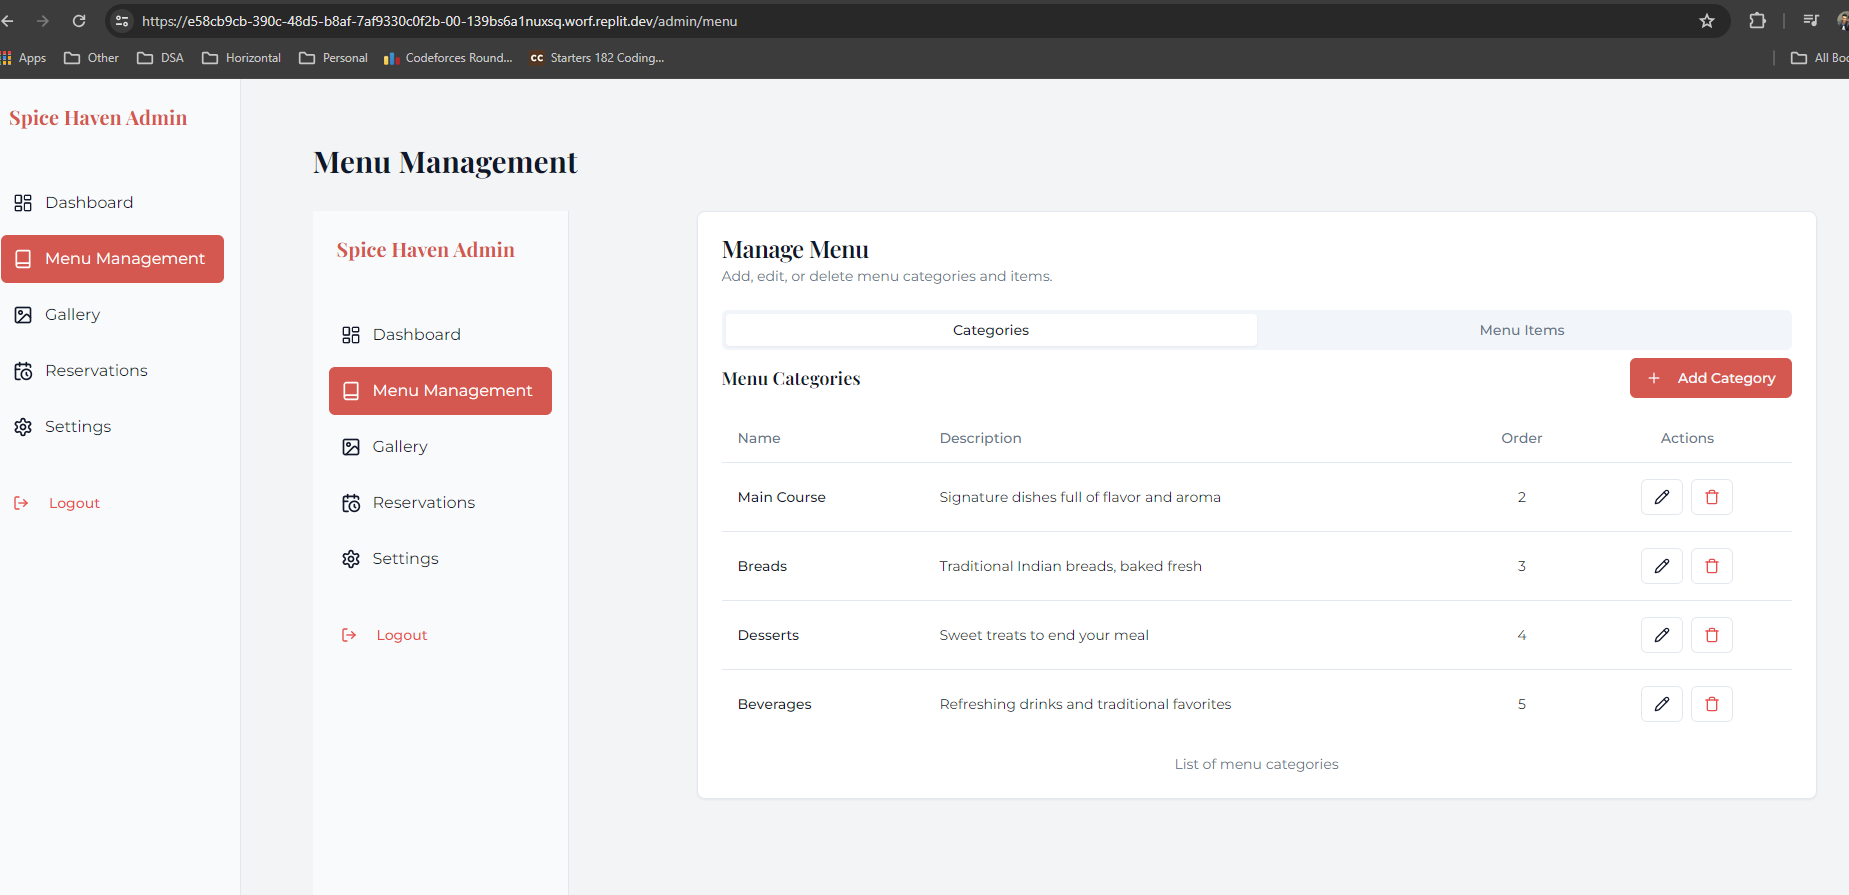 https://e58cb9cb-390c-48d5-b8af-7af9330c0f2b-00-139bs6a1nuxsq.worf.replit.dev/admin/menu
Apps Other DSA Horizontal Personal Codeforces Round... CC Starters 182 Coding... All Boo
Spice Haven Admin
Dashboard
Menu Management
Gallery
Reservations
Settings
Logout
Menu Management
Spice Haven Admin
Dashboard
Menu Management
Gallery
Reservations
Settings
Logout
Manage Menu
Add, edit, or delete menu categories and items.
Categories Menu Items
Menu Categories + Add Category
Name Description Order Actions
Main Course Signature dishes full of flavor and aroma 2
Breads Traditional Indian breads, baked fresh 3
Desserts Sweet treats to end your meal 4
Beverages Refreshing drinks and traditional favorites 5
List of menu categories